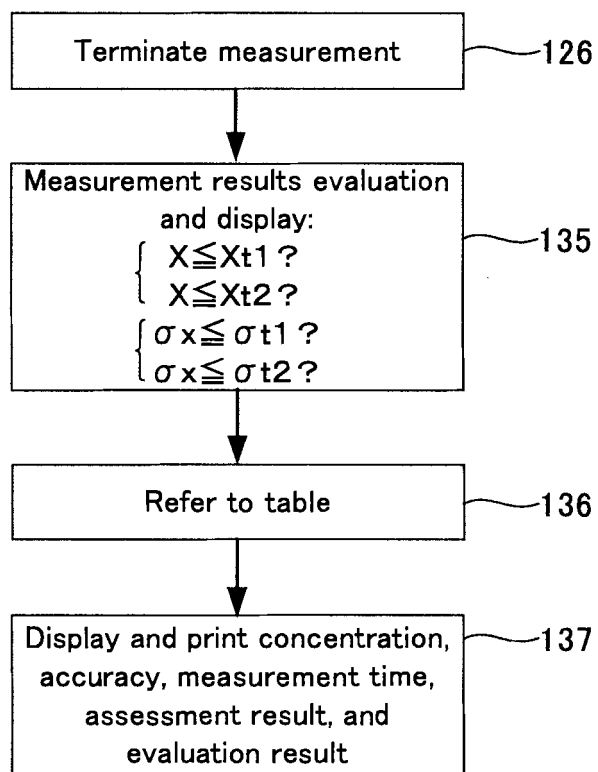 Terminate measurement
126
Measurement results evaluation
and display:
X≦Xt1?
X≦Xt2?
σx≦σt1?
σx≦σt2?
135
Refer to table
136
Display and print concentration,
accuracy, measurement time,
assessment result, and
evaluation result
137